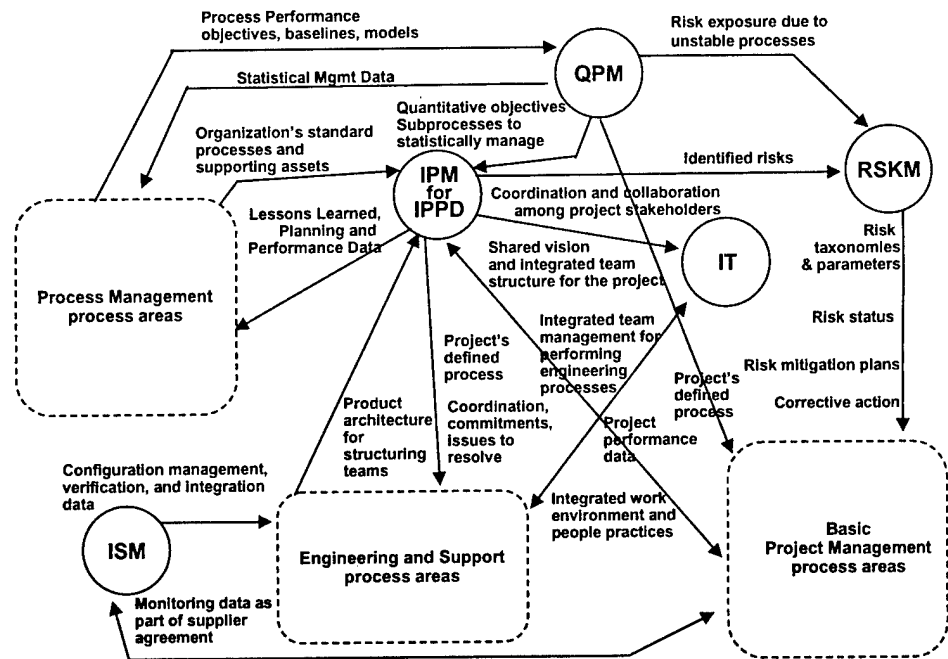 Process Performance
objectives, baselines, models
Risk exposure due to
unstable processes
QPM
Statistical Mgmt Data
Quantitative objectives
Subprocesses to
statistically manage
Organization's standard
processes and
supporting assets
Identified risks
RSKM
IPM
for
IPPD
Coordination and collaboration
among project stakeholders
Lessons Learned,
Planning and
Performance Data
Risk
taxonomies
& parameters
Shared vision
and integrated team
structure for the project
IT
Process Management
process areas
Risk status
Integrated team
management for
performing
engineering
processes
Project's
defined
process
Risk mitigation plans
Project's
defined
process
Corrective action
Product
architecture
for
structuring
teams
Coordination,
commitments,
issues to
resolve
Project
performance
data
Configuration management,
verification, and integration
data
Integrated work
environment and
people practices
ISM
Engineering and Support
process areas
Basic
Project Management
process areas
Monitoring data as
part of supplier
agreement